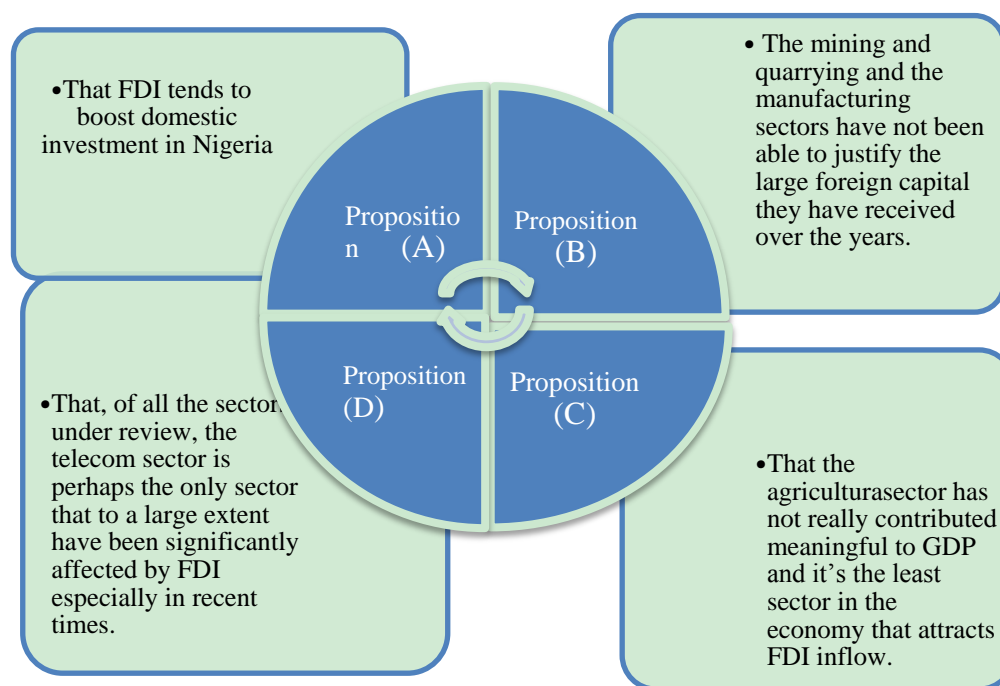 •That FDI tends to
boost domestic
investment in Nigeria
• The mining and
quarrying and the
manufacturing
sectors have not been
able to justify the
large foreign capital
they have received
over the years.
Propositio
n (A)
Proposition
(B)
Proposition
(D)
Proposition
(C)
•That, of all the sector
under review, the
telecom sector is
perhaps the only sector
that to a large extent
have been significantly
affected by FDI
especially in recent
times.
•That the
agriculturasector has
not really contributed
meaningful to GDP
and it’s the least
sector in the
economy that attracts
FDI inflow.